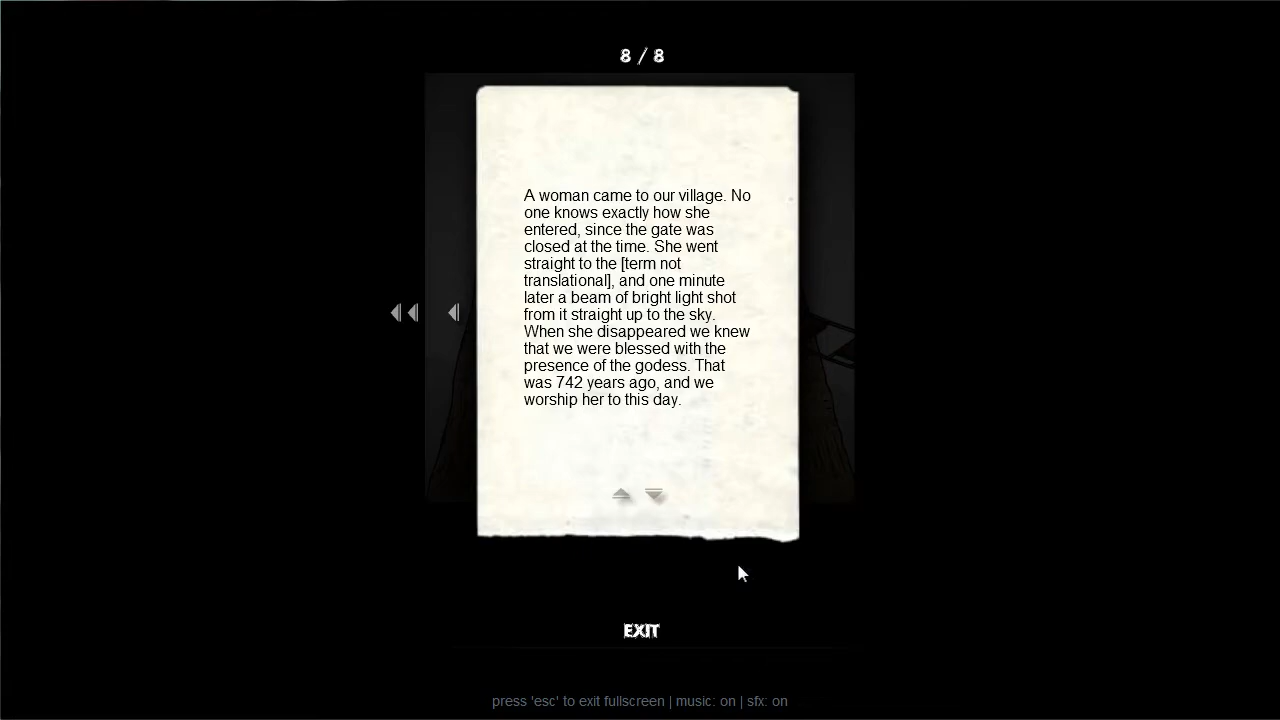 8 / 8
A woman came to our village. No
one knows exactly how she
entered, since the gate was
closed at the time. She went
straight to the [term not
translational], and one minute
later a beam of bright light shot
from it straight up to the sky.
When she disappeared we knew
that we were blessed with the
presence of the godess. That
was 742 years ago, and we
worship her to this day.
EXIT
press 'esc' to exit fullscreen | music: on | sfx: on